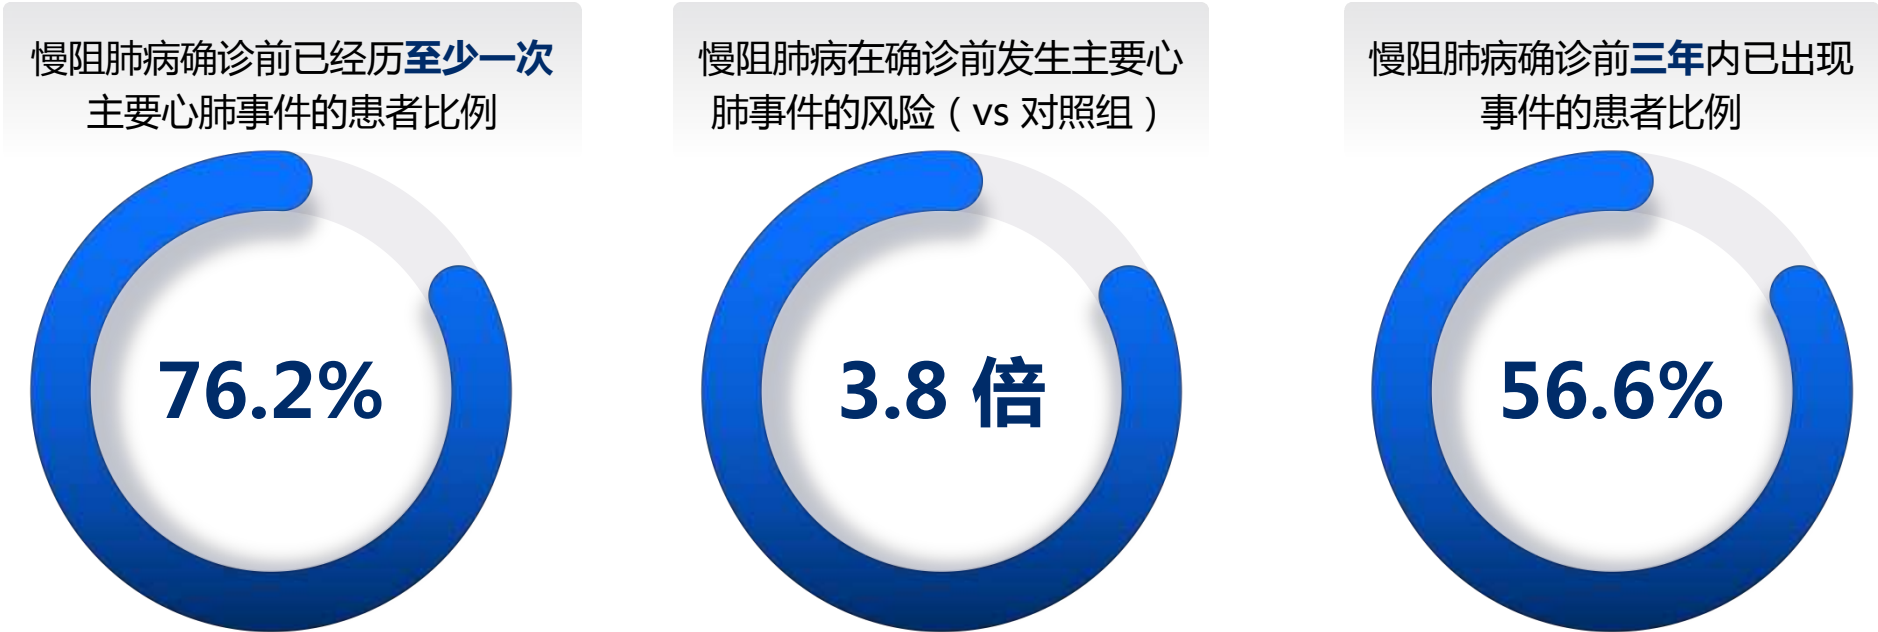 慢阻肺病确诊前已经历至少一次
主要心肺事件的患者比例
76.2%
慢阻肺病在确诊前发生主要心
肺事件的风险（vs 对照组）
3.8 倍
慢阻肺病确诊前三年内已出现
事件的患者比例
56.6%